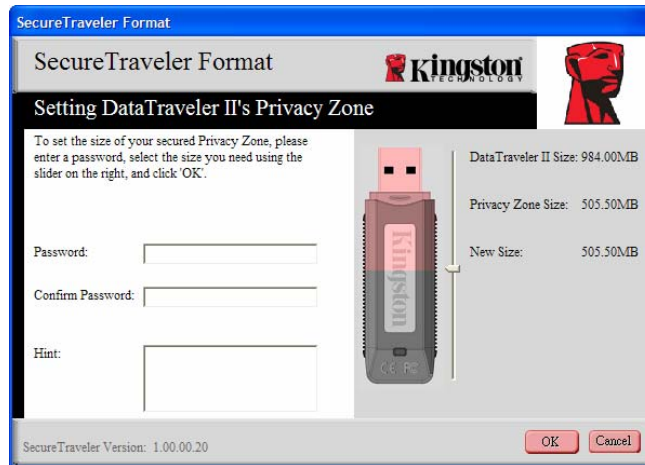 SecureTraveler Format
SecureTraveler Format
Kingston
TECHNOLOGY
Setting DataTraveler II's Privacy Zone
To set the size of your secured Privacy Zone, please
enter a password, select the size you need using the
slider on the right, and click 'OK'.
Password:
Confirm Password:
Hint:
Kingston
CE FC
DataTraveler II Size: 984.00MB
Privacy Zone Size: 505.50MB
New Size: 505.50MB
SecureTraveler Version: 1.00.00.20
OK
Cancel